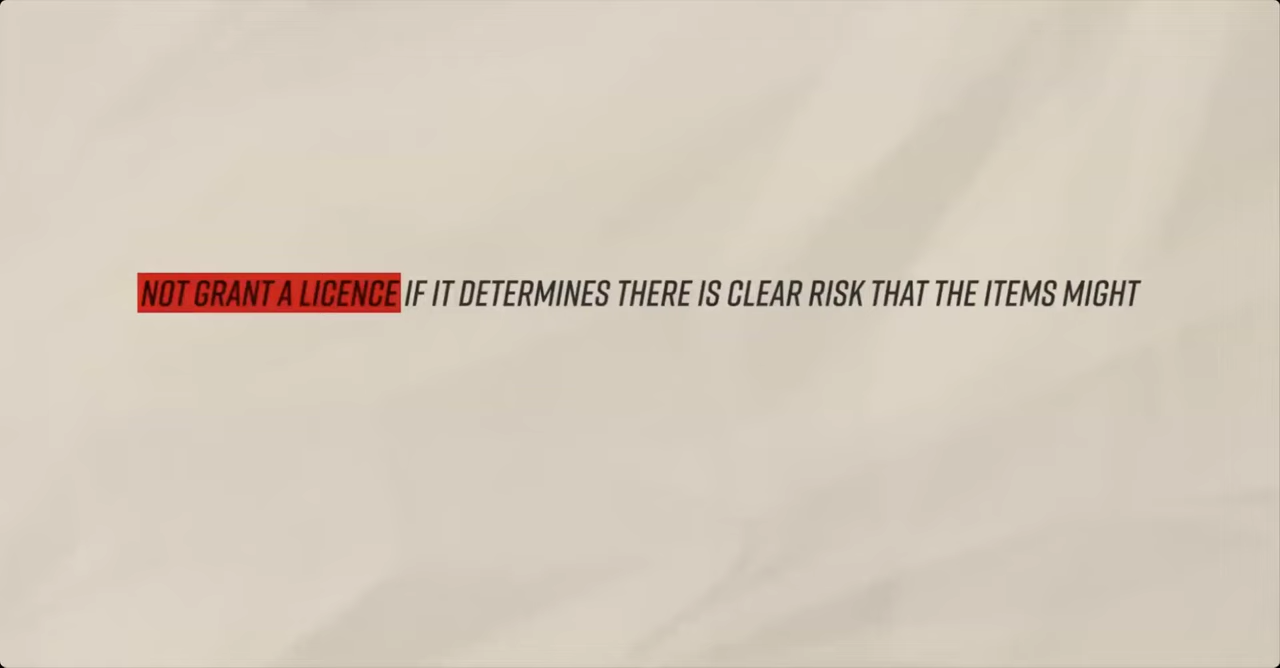 NOT GRANT A LICENCE IF IT DETERMINES THERE IS CLEAR RISK THAT THE ITEMS MIGHT